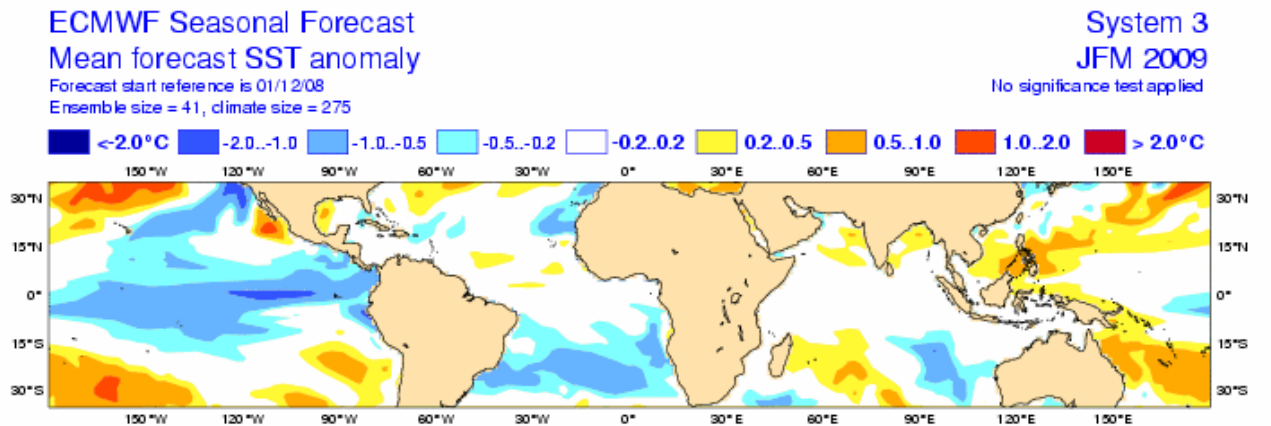 ECMWF Seasonal Forecast
System 3
Mean forecast SST anomaly
JFM 2009
Forecast start reference is 01/12/08
No significance test applied
Ensemble size = 41, climate size = 275
<-2.0°C -2.0..-1.0 -1.0..-0.5 -0.5..-0.2 -0.2..0.2 0.2..0.5 0.5..1.0 1.0..2.0 > 2.0°C
150°W 120°W 90°W 60°W 30°W 0° 30°E 60°E 90°E 120°E 150°E
30°N 30°N
15°N 15°N
0° 0°
15°S 15°S
30°S 30°S
150°W 120°W 90°W 60°W 30°W 0° 30°E 60°E 90°E 120°E 150°E